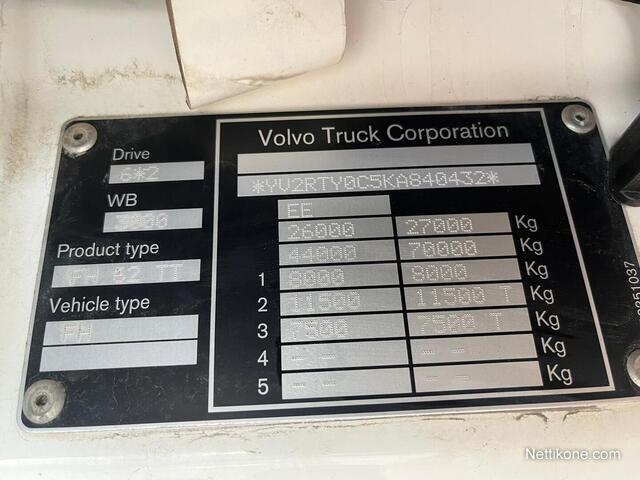 Volvo Truck Corporation
Drive
6*2
WB
Product type
FH 62 TT
Vehicle type
FH
*YV2RTY0C5KA840432*
EE
26000 27000 Kg
44000 70000 Kg
1 8000 8000 Kg
2 11500 11500 T Kg
3 7500 7500 T Kg
4 -- -- Kg
5 -- -- Kg
Nettikone.com